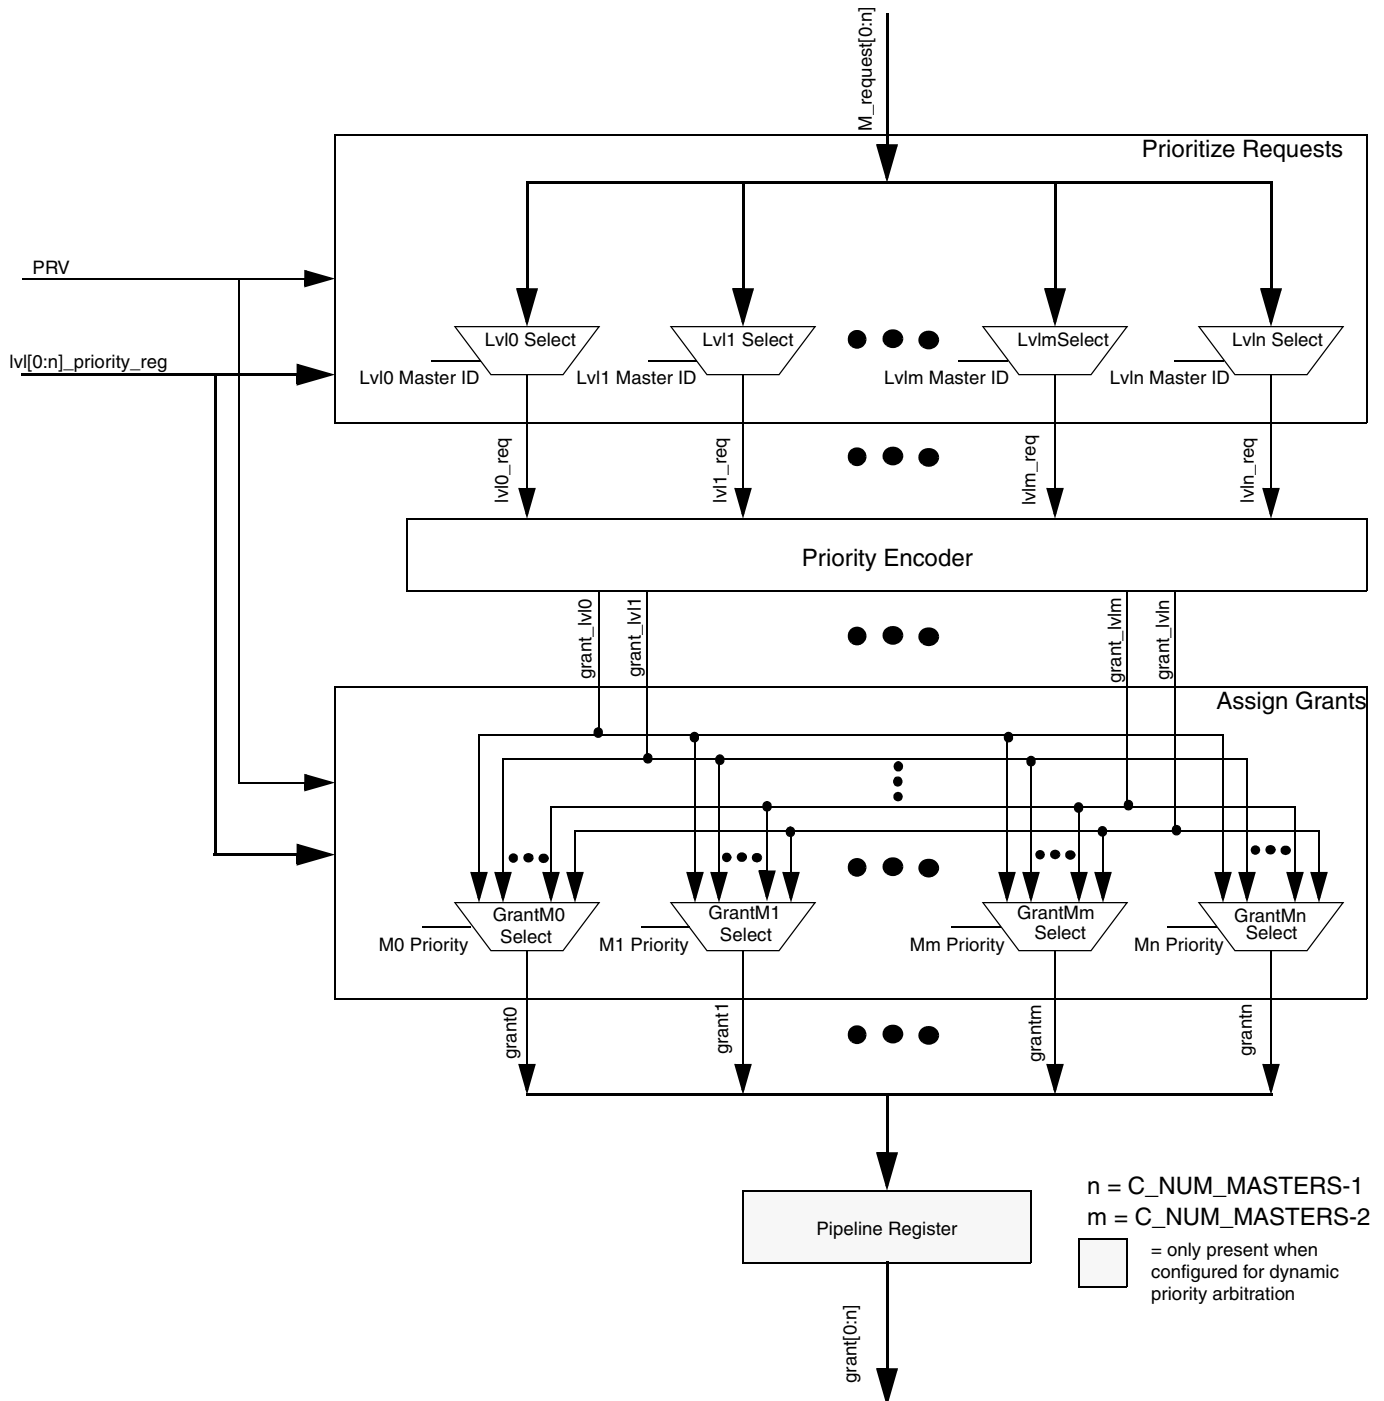 M_request[0:n]
Prioritize Requests
PRV
lvl[0:n]_priority_reg
Lvl0 Select
Lvl1 Select
LvlmSelect
Lvln Select
Lvl0 Master ID
Lvl1 Master ID
Lvlm Master ID
Lvln Master ID
lvl0_req
lvl1_req
lvlm_req
lvln_req
Priority Encoder
grant_lvl0
grant_lvl1
grant_lvlm
grant_lvln
Assign Grants
GrantM0
Select
GrantM1
Select
GrantMm
Select
GrantMn
Select
M0 Priority
M1 Priority
Mm Priority
Mn Priority
grant0
grant1
grantm
grantn
n = C_NUM_MASTERS-1
m = C_NUM_MASTERS-2
Pipeline Register
= only present when
configured for dynamic
priority arbitration
grant[0:n]